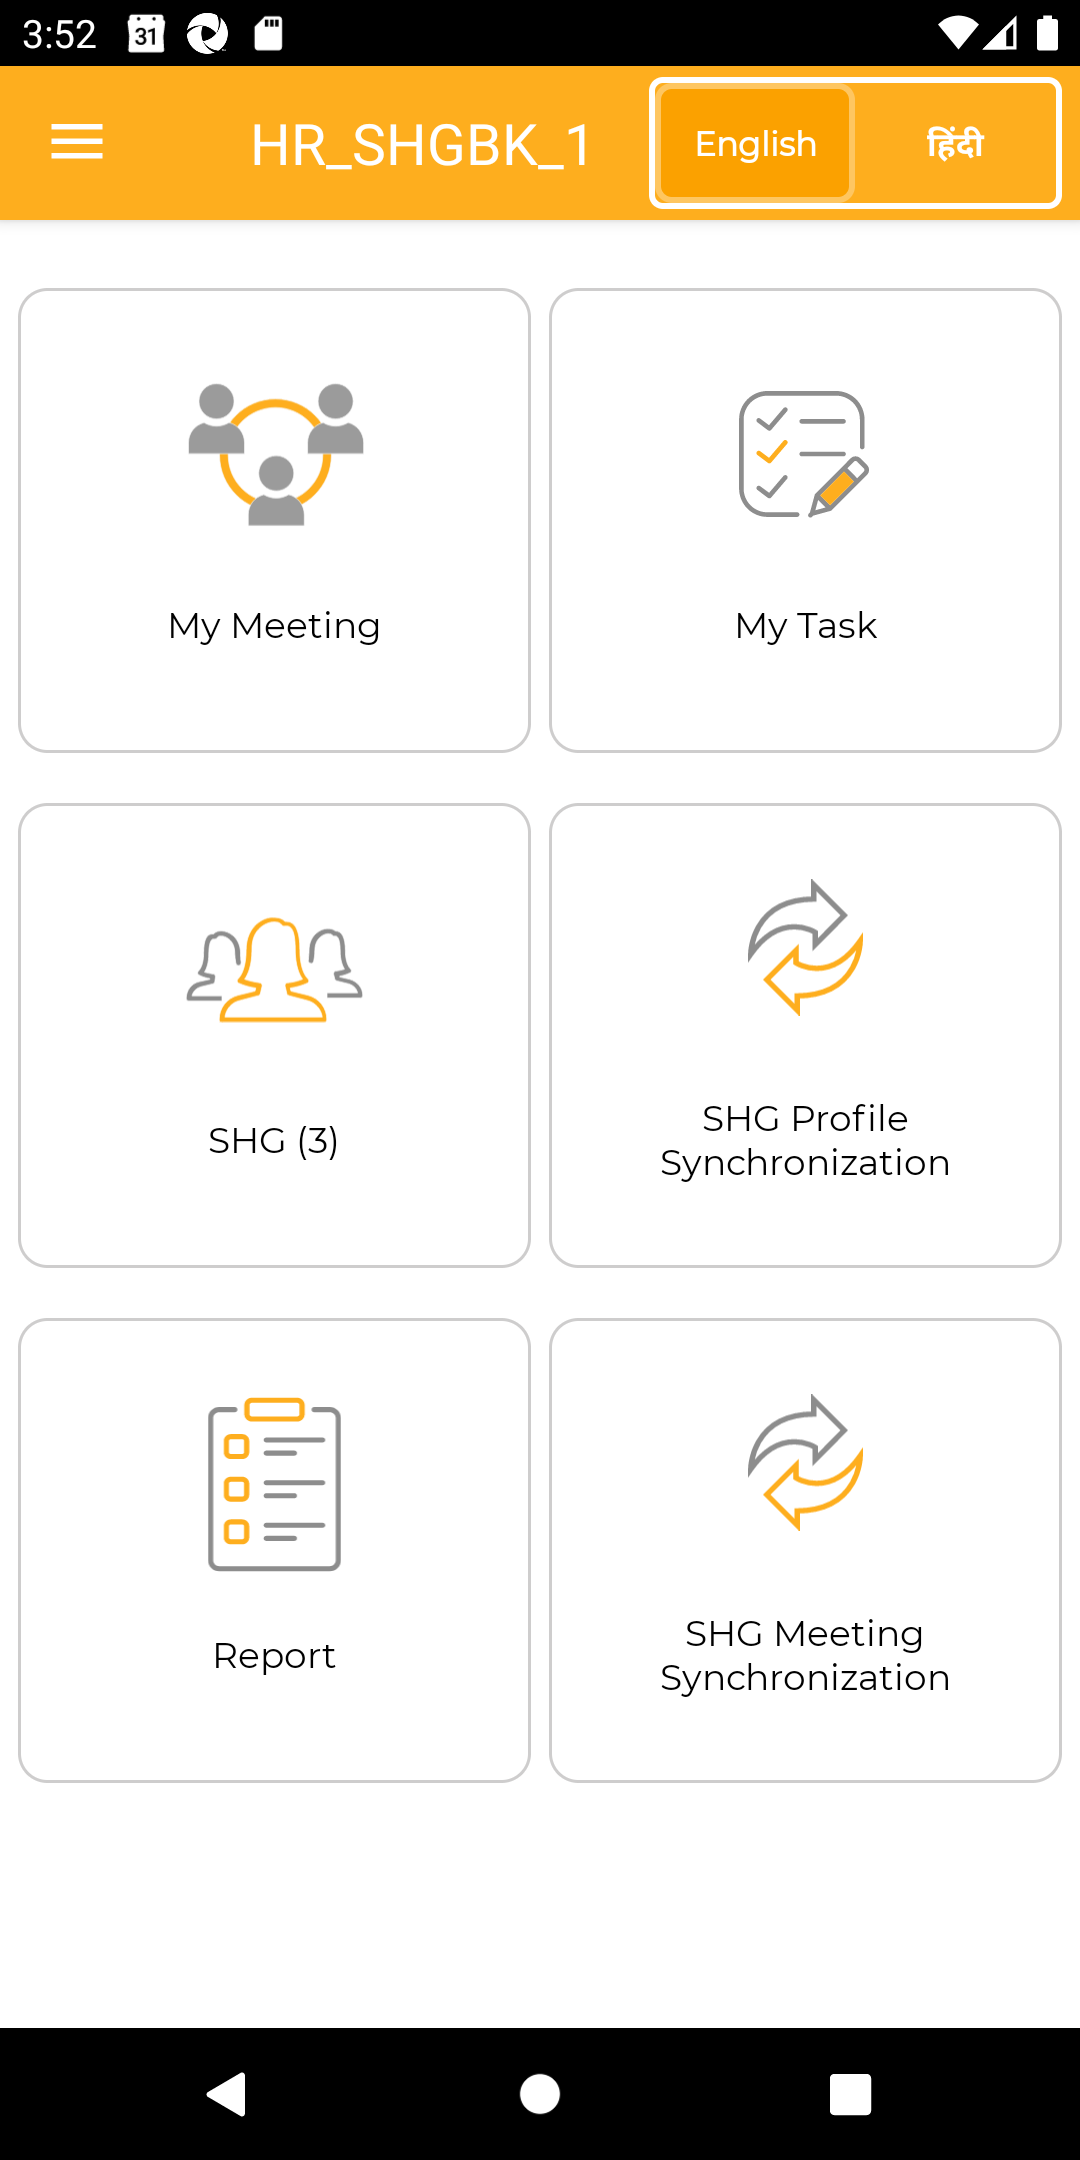 3:52
31
HR_SHGBK_1
English
हिंदी
My Meeting
My Task
SHG (3)
SHG Profile
Synchronization
Report
SHG Meeting
Synchronization